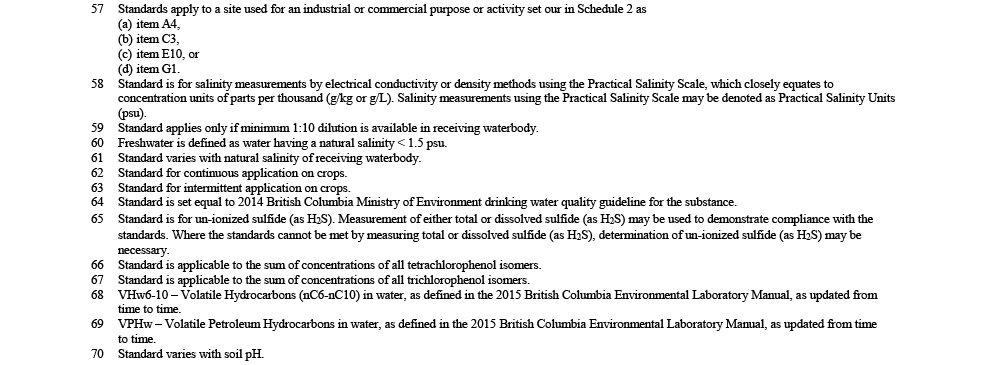 57 Standards apply to a site used for an industrial or commercial purpose or activity set our in Schedule 2 as
(a) item A4,
(b) item C3,
(c) item E10, or
(d) item G1.
58 Standard is for salinity measurements by electrical conductivity or density methods using the Practical Salinity Scale, which closely equates to
concentration units of parts per thousand (g/kg or g/L). Salinity measurements using the Practical Salinity Scale may be denoted as Practical Salinity Units
(psu).
59 Standard applies only if minimum 1:10 dilution is available in receiving waterbody.
60 Freshwater is defined as water having a natural salinity < 1.5 psu.
61 Standard varies with natural salinity of receiving waterbody.
62 Standard for continuous application on crops.
63 Standard for intermittent application on crops.
64 Standard is set equal to 2014 British Columbia Ministry of Environment drinking water quality guideline for the substance.
65 Standard is for un-ionized sulfide (as H2S). Measurement of either total or dissolved sulfide (as H2S) may be used to demonstrate compliance with the
standards. Where the standards cannot be met by measuring total or dissolved sulfide (as H2S), determination of un-ionized sulfide (as H2S) may be
necessary.
66 Standard is applicable to the sum of concentrations of all tetrachlorophenol isomers.
67 Standard is applicable to the sum of concentrations of all trichlorophenol isomers.
68 VHw6-10 – Volatile Hydrocarbons (nC6-nC10) in water, as defined in the 2015 British Columbia Environmental Laboratory Manual, as updated from
time to time.
69 VPHw – Volatile Petroleum Hydrocarbons in water, as defined in the 2015 British Columbia Environmental Laboratory Manual, as updated from time
to time.
70 Standard varies with soil pH.